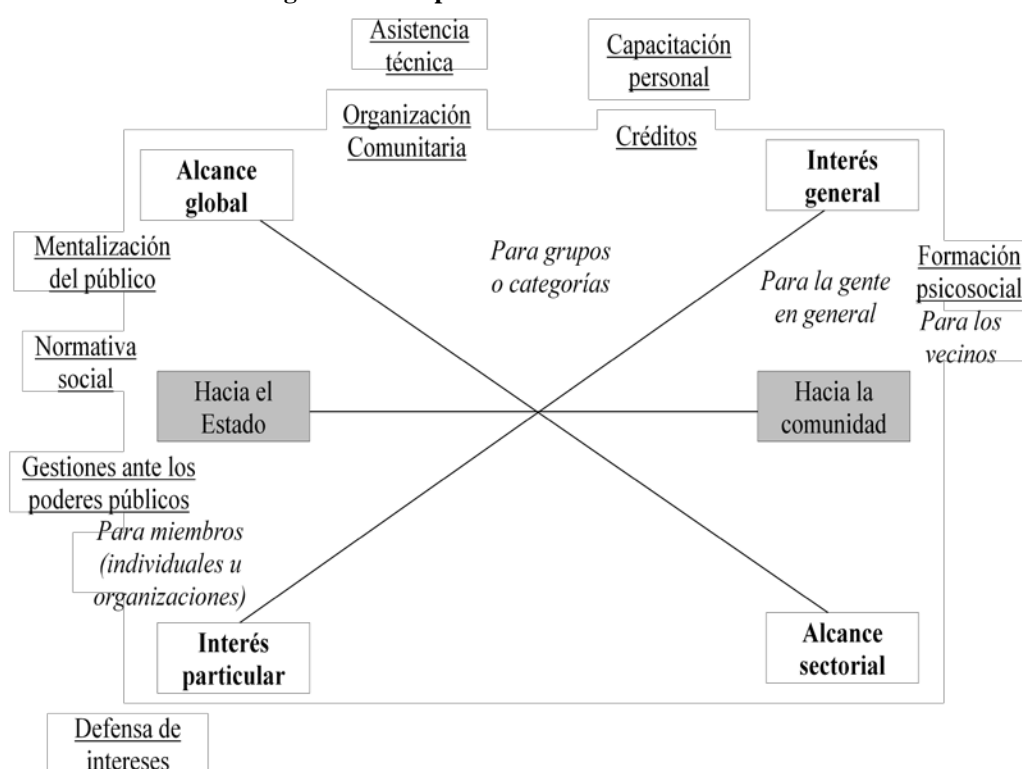 Asistencia
técnica
Capacitación
personal
Organización
Comunitaria
Créditos
Alcance
global
Interés
general
Mentalización
del público
Para grupos
o categorías
Para la gente
en general
Formación
psicosocial
Para los
vecinos
Normativa
social
Hacia el
Estado
Hacia la
comunidad
Gestiones ante los
poderes públicos
Para miembros
(individuales u
organizaciones)
Interés
particular
Alcance
sectorial
Defensa de
intereses